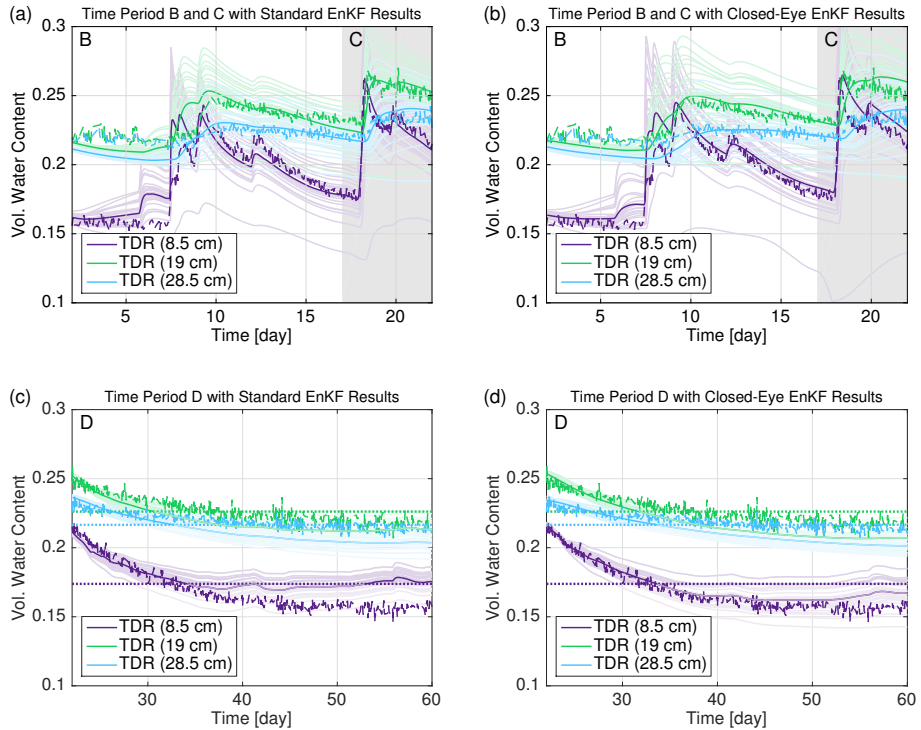 (a)
Time Period B and C with Standard EnKF Results
B
C
0.3
0.25
0.2
0.15
0.1
Vol. Water Content
TDR (8.5 cm)
TDR (19 cm)
TDR (28.5 cm)
5
10
15
20
Time [day]
(b)
Time Period B and C with Closed-Eye EnKF Results
B
C
0.3
0.25
0.2
0.15
0.1
Vol. Water Content
TDR (8.5 cm)
TDR (19 cm)
TDR (28.5 cm)
5
10
15
20
Time [day]
(c)
Time Period D with Standard EnKF Results
D
0.3
0.25
0.2
0.15
0.1
Vol. Water Content
TDR (8.5 cm)
TDR (19 cm)
TDR (28.5 cm)
30
40
50
60
Time [day]
(d)
Time Period D with Closed-Eye EnKF Results
D
0.3
0.25
0.2
0.15
0.1
Vol. Water Content
TDR (8.5 cm)
TDR (19 cm)
TDR (28.5 cm)
30
40
50
60
Time [day]